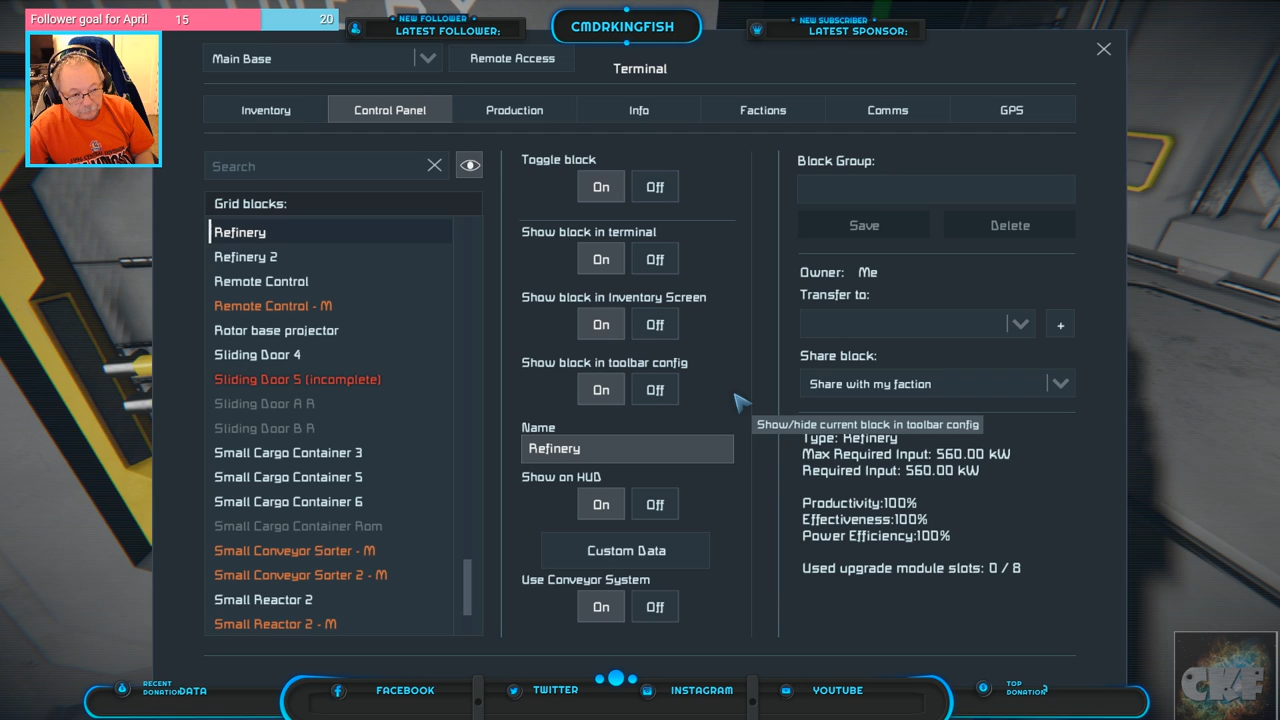 Follower goal for April 15 20
NEW FOLLOWER
LATEST FOLLOWER:
CMDRKINGFISH
NEW SUBSCRIBER
LATEST SPONSOR:
Main Base
Remote Access
Terminal
Inventory
Control Panel
Production
Info
Factions
Comms
GPS
Search
Grid blocks:
Refinery
Refinery 2
Remote Control
Remote Control - M
Rotor base projector
Sliding Door 4
Sliding Door 5 (incomplete)
Sliding Door A R
Sliding Door B R
Small Cargo Container 3
Small Cargo Container 5
Small Cargo Container 6
Small Cargo Container Rom
Small Conveyor Sorter - M
Small Conveyor Sorter 2 - M
Small Reactor 2
Small Reactor 2 - M
Toggle block
On Off
Show block in terminal
On Off
Show block in Inventory Screen
On Off
Show block in toolbar config
On Off
Name
Refinery
Show on HUD
On Off
Custom Data
Use Conveyor System
On Off
Block Group:
Save Delete
Owner: Me
Transfer to:
+
Share block:
Share with my faction
Show/hide current block in toolbar config
Type: Refinery
Max Required Input: 560.00 kW
Required Input: 560.00 kW
Productivity:100%
Effectiveness:100%
Power Efficiency:100%
Used upgrade module slots: 0 / 8
RECENT
DONATION
DATA
FACEBOOK
TWITTER
INSTAGRAM
YOUTUBE
TOP
DONATION
CKF